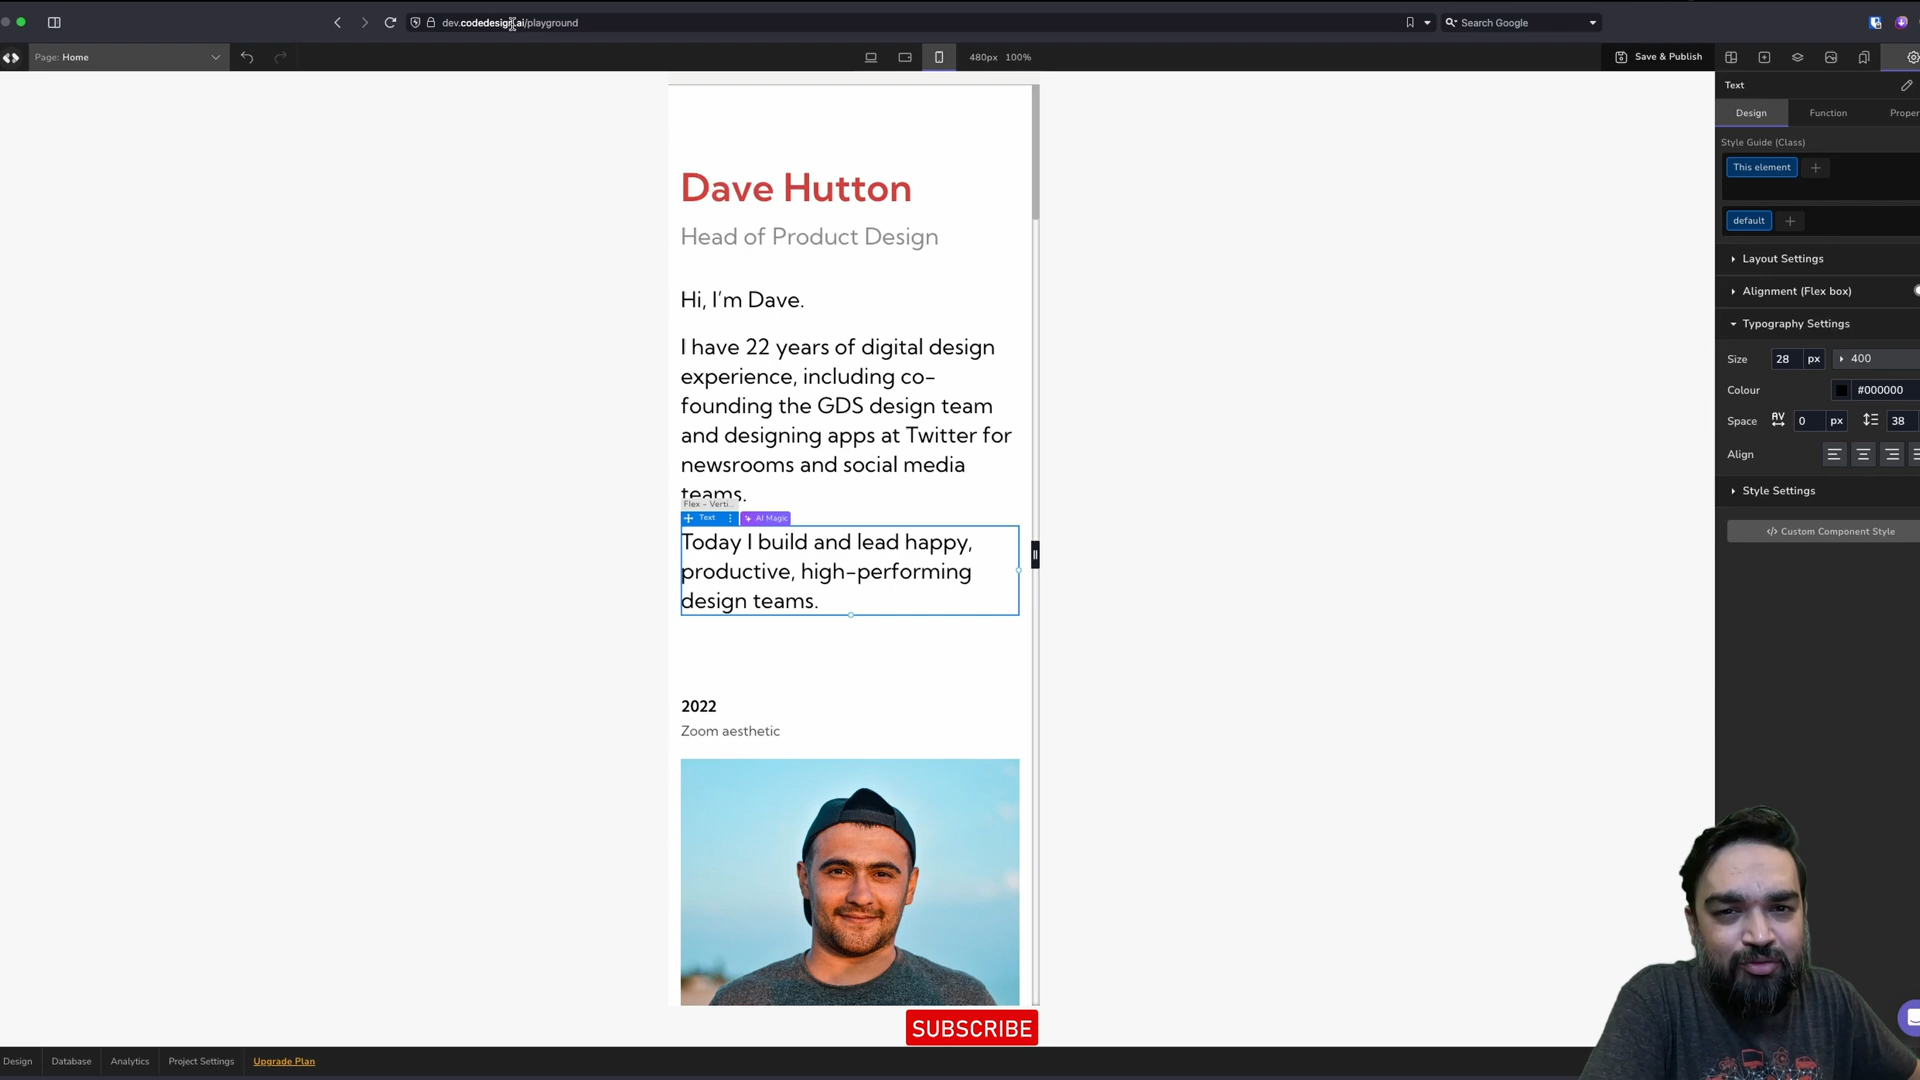 dev.codedesign.ai/playground
Search Google
Page: Home
480px 100%
Save & Publish
Text
Design
Function
Proper
Style Guide (Class)
This element
default
Layout Settings
Alignment (Flex box)
Typography Settings
Size 28 px 400
Colour #000000
Space AV 0 px 38
Align
Style Settings
</> Custom Component Style
Dave Hutton
Head of Product Design
Hi, I’m Dave.
I have 22 years of digital design
experience, including co-
founding the GDS design team
and designing apps at Twitter for
newsrooms and social media
teams.
Flex - Verti...
Text
AI Magic
Today I build and lead happy,
productive, high-performing
design teams.
2022
Zoom aesthetic
SUBSCRIBE
Design
Database
Analytics
Project Settings
Upgrade Plan